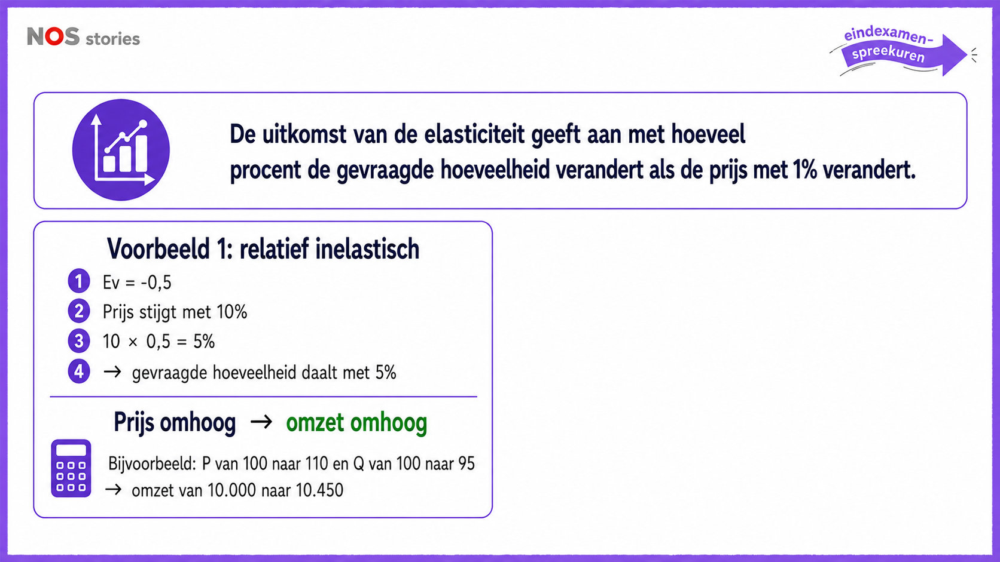 NOS stories
eindexamen-
spreekuren
De uitkomst van de elasticiteit geeft aan met hoeveel
procent de gevraagde hoeveelheid verandert als de prijs met 1% verandert.
Voorbeeld 1: relatief inelastisch
1 Ev = -0,5
2 Prijs stijgt met 10%
3 10 × 0,5 = 5%
4 → gevraagde hoeveelheid daalt met 5%
Prijs omhoog → omzet omhoog
Bijvoorbeeld: P van 100 naar 110 en Q van 100 naar 95
→ omzet van 10.000 naar 10.450